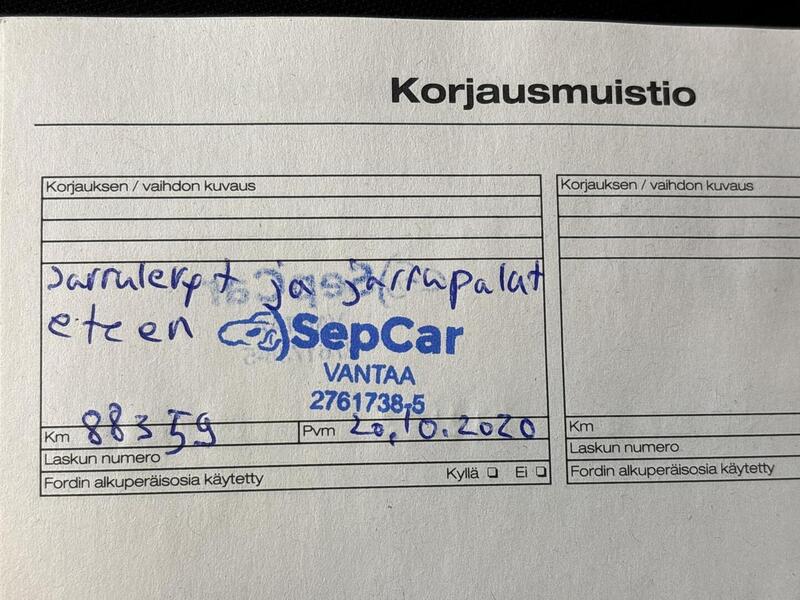 Korjausmuistio
Korjauksen / vaihdon kuvaus
Jarrulevyt ja jarrupalat
eteen
SepCar
VANTAA
2761738-5
Km 88359
Pvm 20.10.2020
Laskun numero
Fordin alkuperäisosia käytetty Kyllä ❑ Ei ❑
Korjauksen / vaihdon kuvaus
Km
Laskun numero
Fordin alkuperäisosia käytetty